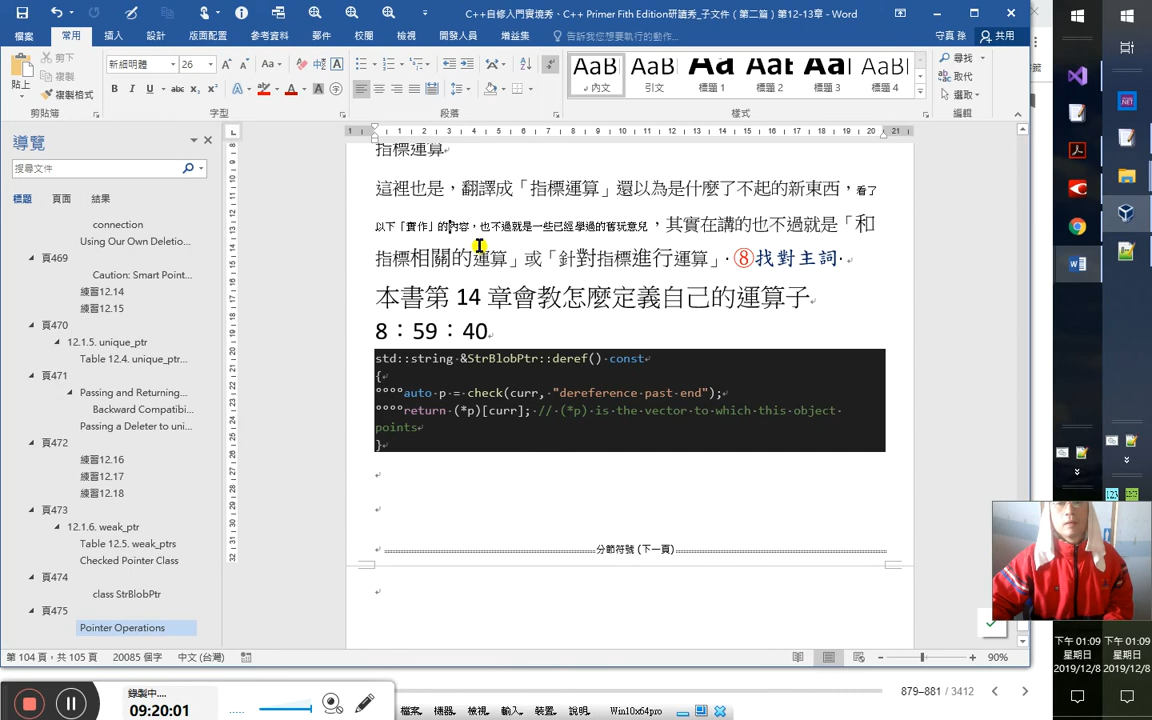 C++自修入門實境秀、C++ Primer Fith Edition研讀秀_子文件（第二篇）第12-13章 - Word
檔案 常用 插入 設計 版面配置 參考資料 郵件 校閱 檢視 開發人員 增益集 告訴我您想要執行的動作... 守真 孫 共用
貼上 剪下 複製 複製格式
新細明體 26
AaB AaBbC AaB AaBb AaB AaBbC
內文 副標題 標題 1 標題 2 標題 3 標題 4
尋找 取代 選取
剪貼簿 字型 段落 樣式 編輯
導覽
搜尋文件
標題 頁面 結果
connection
Using Our Own Deletio...
頁469
Caution: Smart Point...
練習12.14
練習12.15
頁470
12.1.5. unique_ptr
Table 12.4. unique_ptr...
頁471
Passing and Returning...
Backward Compatibi...
Passing a Deleter to uni...
頁472
練習12.16
練習12.17
練習12.18
頁473
12.1.6. weak_ptr
Table 12.5. weak_ptrs
Checked Pointer Class
頁474
class StrBlobPtr
頁475
Pointer Operations
指標運算
這裡也是，翻譯成「指標運算」還以為是什麼了不起的新東西，看了
以下「實作」的內容，也不過就是一些已經學過的舊玩意兒，其實在講的也不過就是「和
指標相關的運算」或「針對指標進行運算」. ⑧找對主詞.
本書第 14 章會教怎麼定義自己的運算子
8：59：40
std::string &StrBlobPtr::deref() const
{
auto p = check(curr, "dereference past end");
return (*p)[curr]; // (*p) is the vector to which this object
points
}
分節符號 (下一頁)
第 104 頁，共 105 頁 20085 個字 中文 (台灣) 90%
錄製中....
09:20:01
879–881 / 3412
檔案. 機器. 檢視. 輸入. 裝置. 說明. Win10x64pro
下午 01:09 下午 01:09
星期日 星期日
2019/12/8 2019/12/8